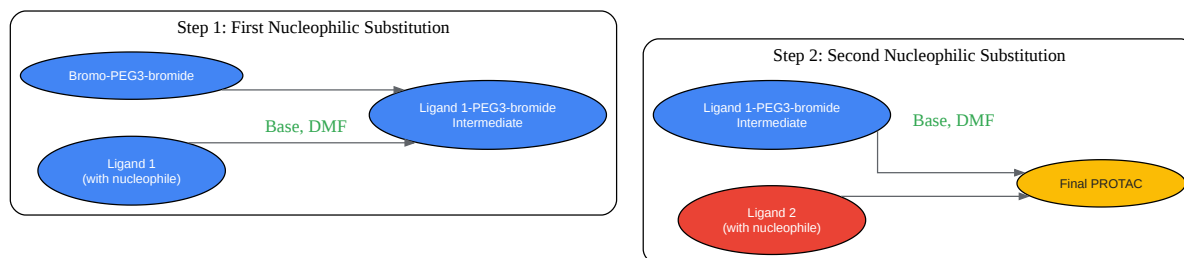 Step 1: First Nucleophilic Substitution
Bromo-PEG3-bromide
Ligand 1-PEG3-bromide
Intermediate
Base, DMF
Ligand 1
(with nucleophile)
Step 2: Second Nucleophilic Substitution
Ligand 1-PEG3-bromide
Intermediate
Base, DMF
Final PROTAC
Ligand 2
(with nucleophile)